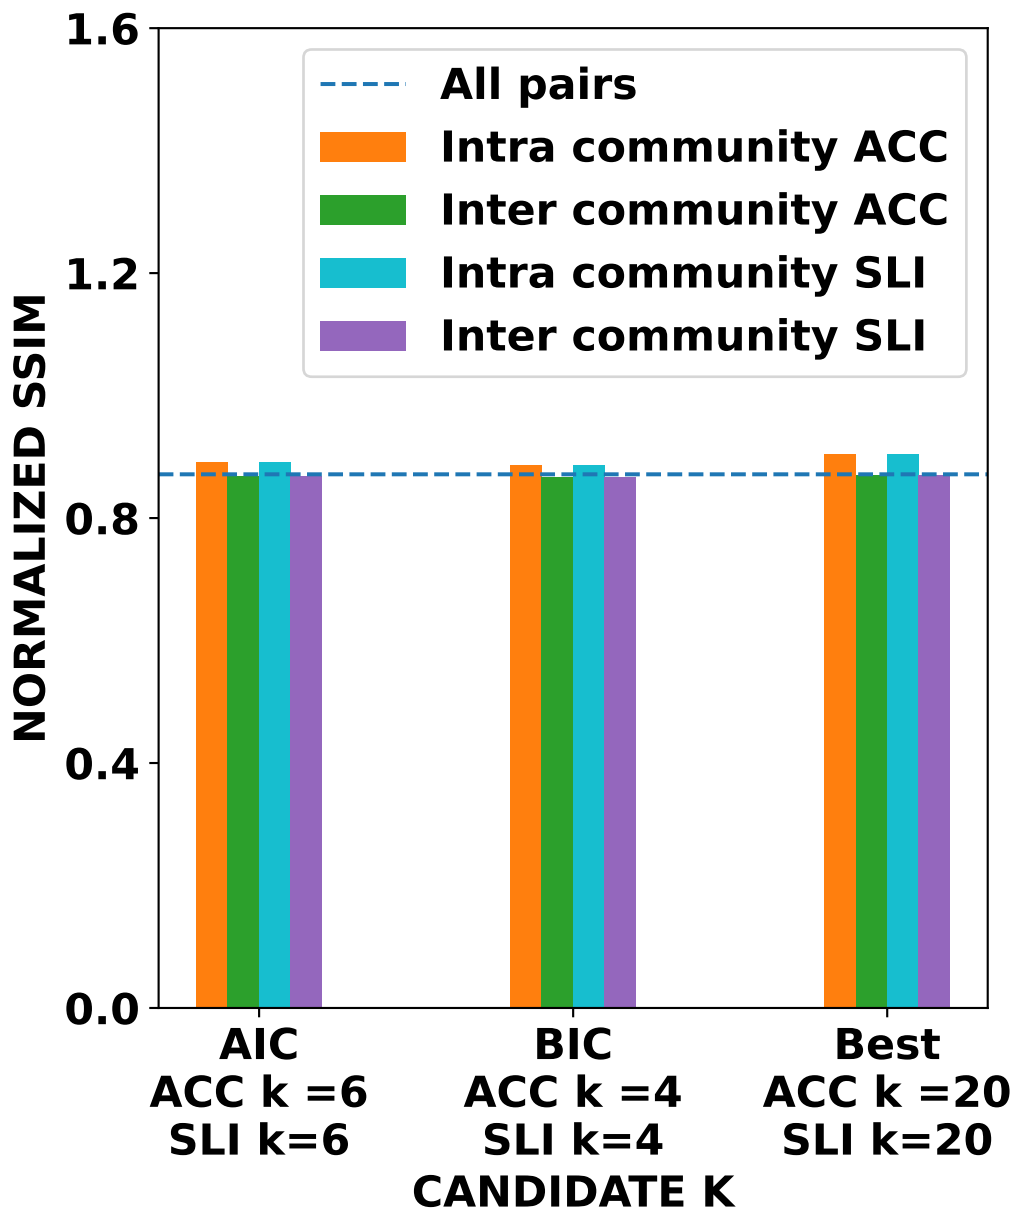 1.6
1.2
0.8
0.4
0.0
NORMALIZED SSIM
All pairs
Intra community ACC
Inter community ACC
Intra community SLI
Inter community SLI
AIC
ACC k =6
SLI k=6
BIC
ACC k =4
SLI k=4
Best
ACC k =20
SLI k=20
CANDIDATE K